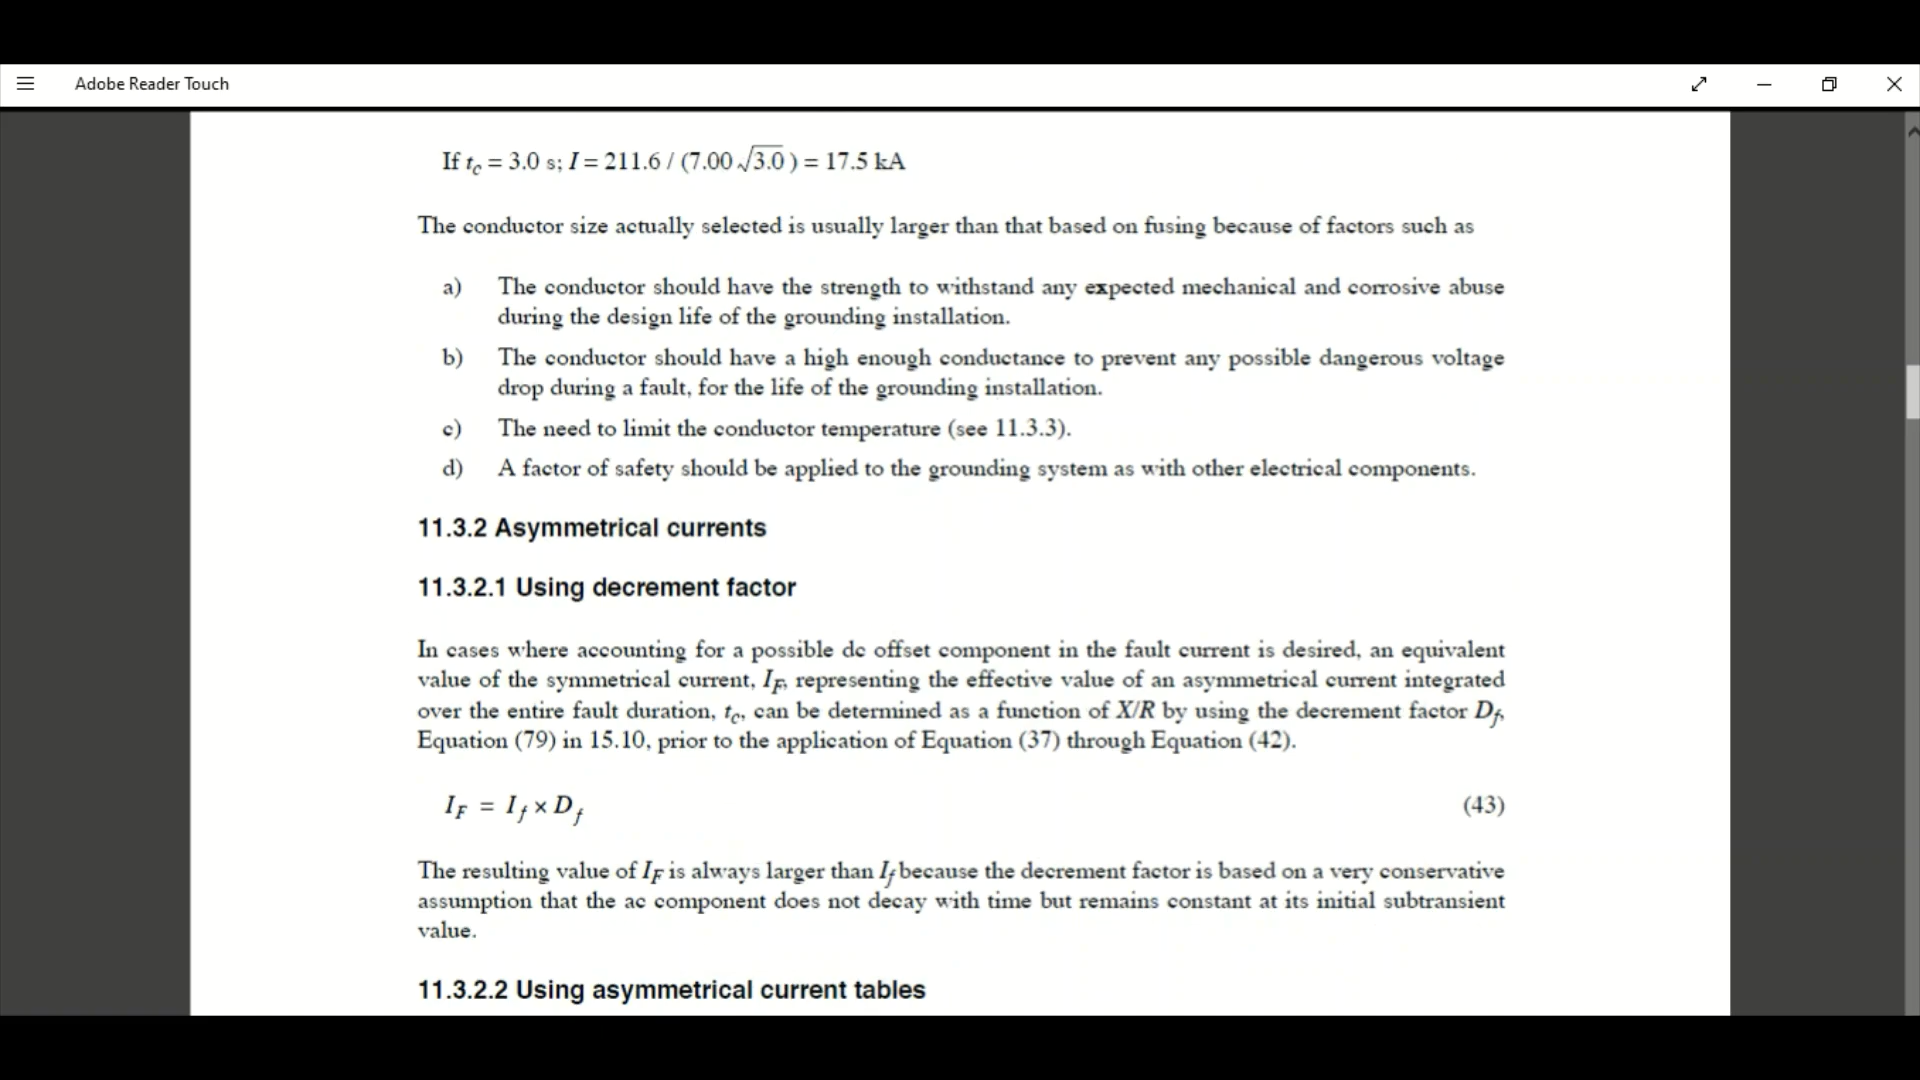 Adobe Reader Touch
If tc = 3.0 s; I = 211.6 / (7.00 √3.0 ) = 17.5 kA
The conductor size actually selected is usually larger than that based on fusing because of factors such as
a) The conductor should have the strength to withstand any expected mechanical and corrosive abuse
during the design life of the grounding installation.
b) The conductor should have a high enough conductance to prevent any possible dangerous voltage
drop during a fault, for the life of the grounding installation.
c) The need to limit the conductor temperature (see 11.3.3).
d) A factor of safety should be applied to the grounding system as with other electrical components.
11.3.2 Asymmetrical currents
11.3.2.1 Using decrement factor
In cases where accounting for a possible dc offset component in the fault current is desired, an equivalent
value of the symmetrical current, IF, representing the effective value of an asymmetrical current integrated
over the entire fault duration, tc, can be determined as a function of X/R by using the decrement factor Df,
Equation (79) in 15.10, prior to the application of Equation (37) through Equation (42).
IF = If × Df (43)
The resulting value of IF is always larger than If because the decrement factor is based on a very conservative
assumption that the ac component does not decay with time but remains constant at its initial subtransient
value.
11.3.2.2 Using asymmetrical current tables